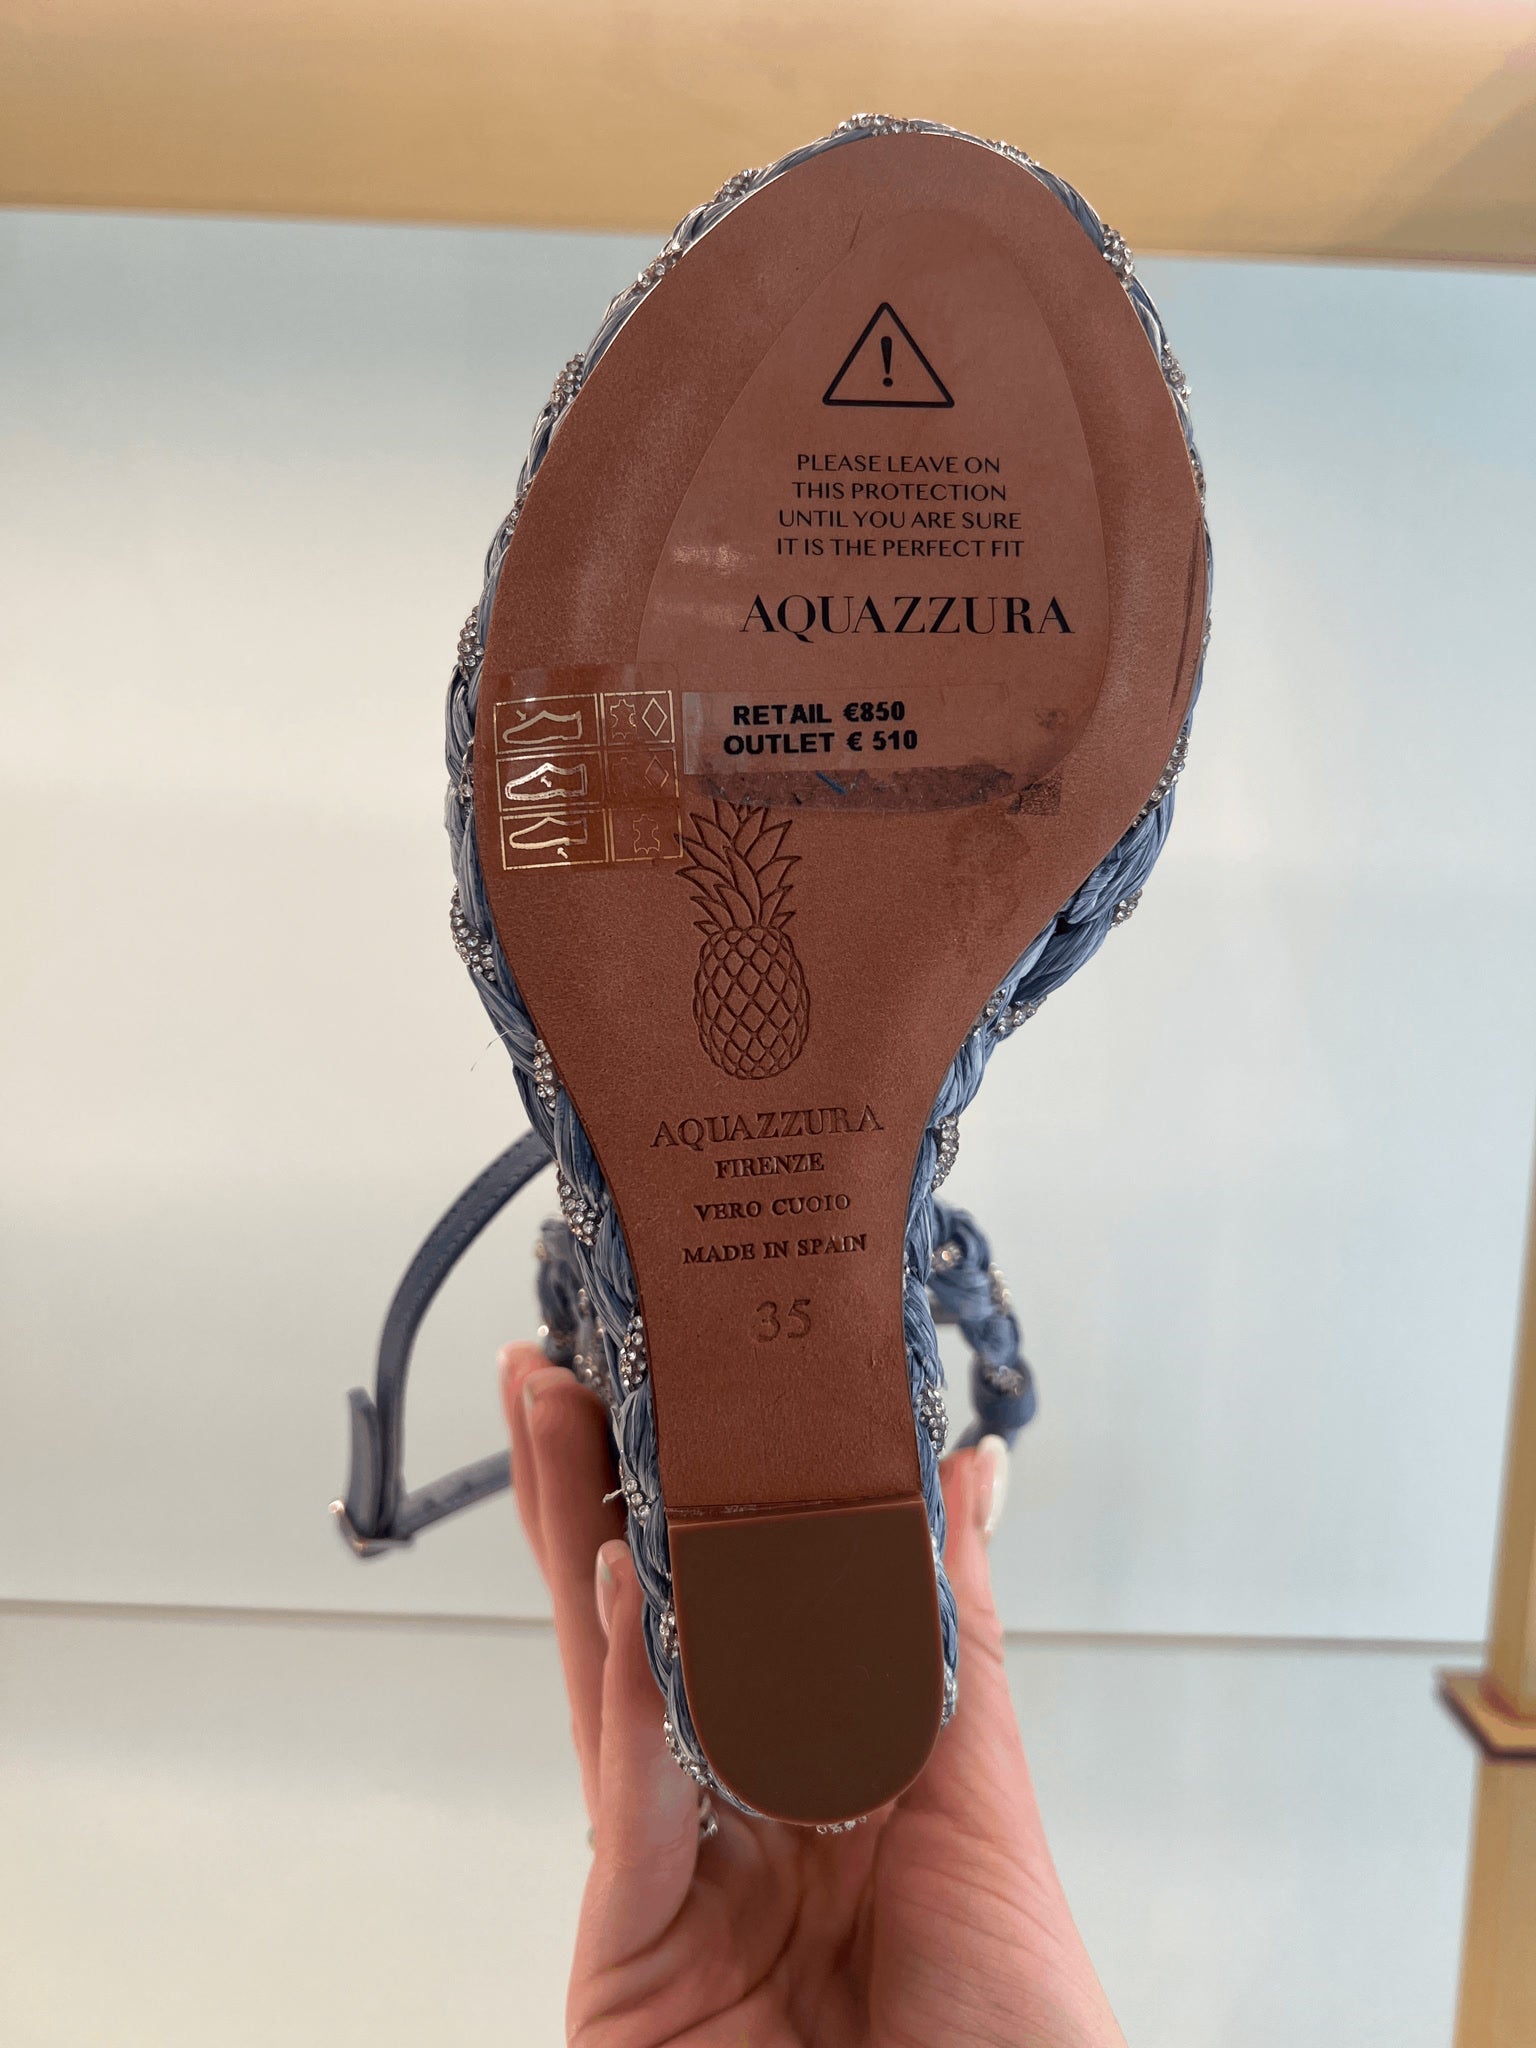 !
PLEASE LEAVE ON
THIS PROTECTION
UNTIL YOU ARE SURE
IT IS THE PERFECT FIT
AQUAZZURA
RETAIL €850
OUTLET € 510
AQUAZZURA
FIRENZE
VERO CUOIO
MADE IN SPAIN
35